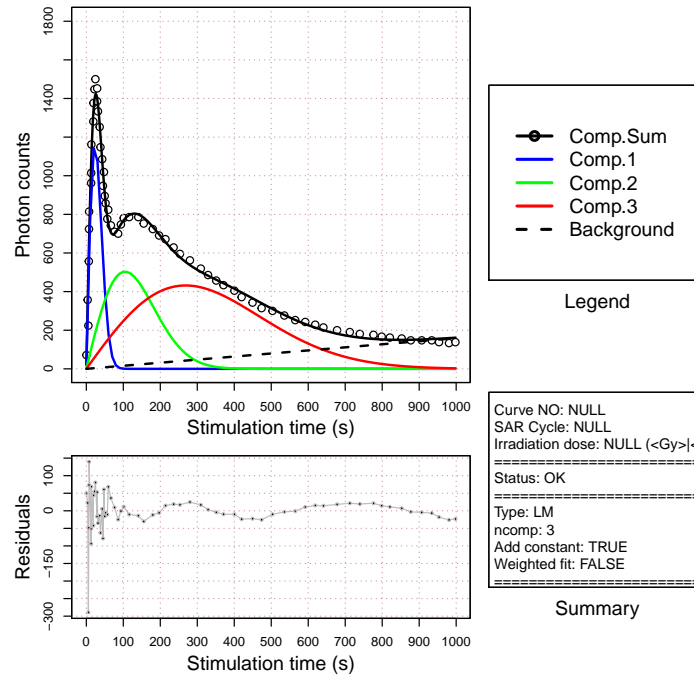 Photon counts
0 200 400 600 800 1000 1400 1800
0 100 200 300 400 500 600 700 800 900 1000
Stimulation time (s)
Comp.Sum
Comp.1
Comp.2
Comp.3
Background
Legend
Residuals
-300 -100 0 100
0 100 200 300 400 500 600 700 800 900 1000
Stimulation time (s)
Curve NO: NULL
SAR Cycle: NULL
Irradiation dose: NULL (<Gy>|<
========================
Status: OK
========================
Type: LM
ncomp: 3
Add constant: TRUE
Weighted fit: FALSE
========================
Summary